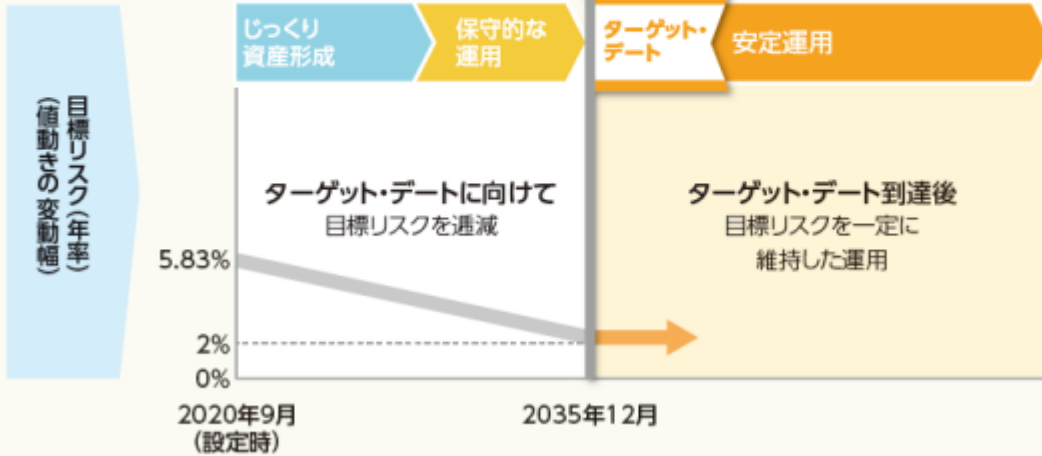 じっくり
資産形成
保守的な
運用
ターゲット・
デート
安定運用
目標リスク(年率)
(値動きの変動幅)
ターゲット・デートに向けて
目標リスクを逓減
ターゲット・デート到達後
目標リスクを一定に
維持した運用
5.83%
2%
0%
2020年9月
(設定時)
2035年12月